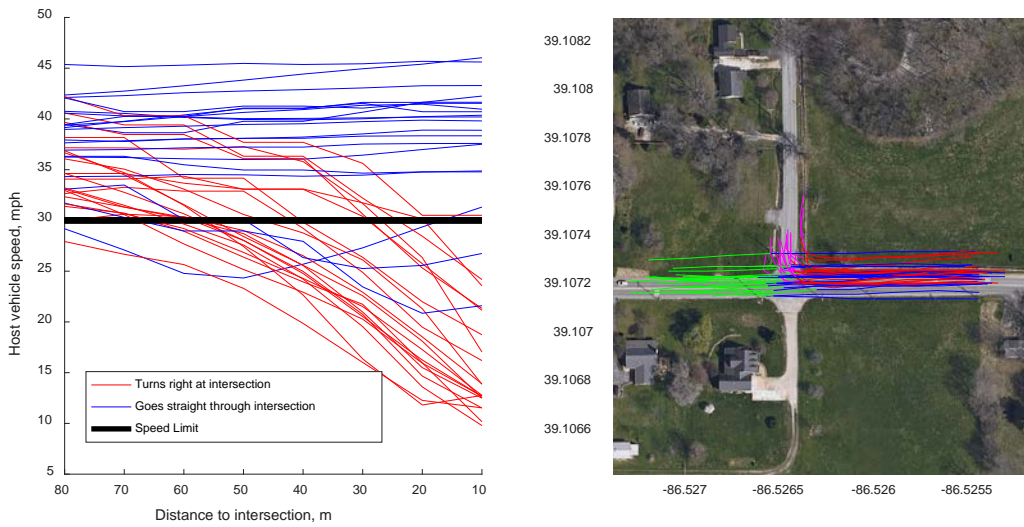 50
45
40
35
30
25
20
15
10
5
Host vehicle speed, mph
Turns right at intersection
Goes straight through intersection
Speed Limit
80 70 60 50 40 30 20 10
Distance to intersection, m
39.1082
39.108
39.1078
39.1076
39.1074
39.1072
39.107
39.1068
39.1066
-86.527 -86.5265 -86.526 -86.5255